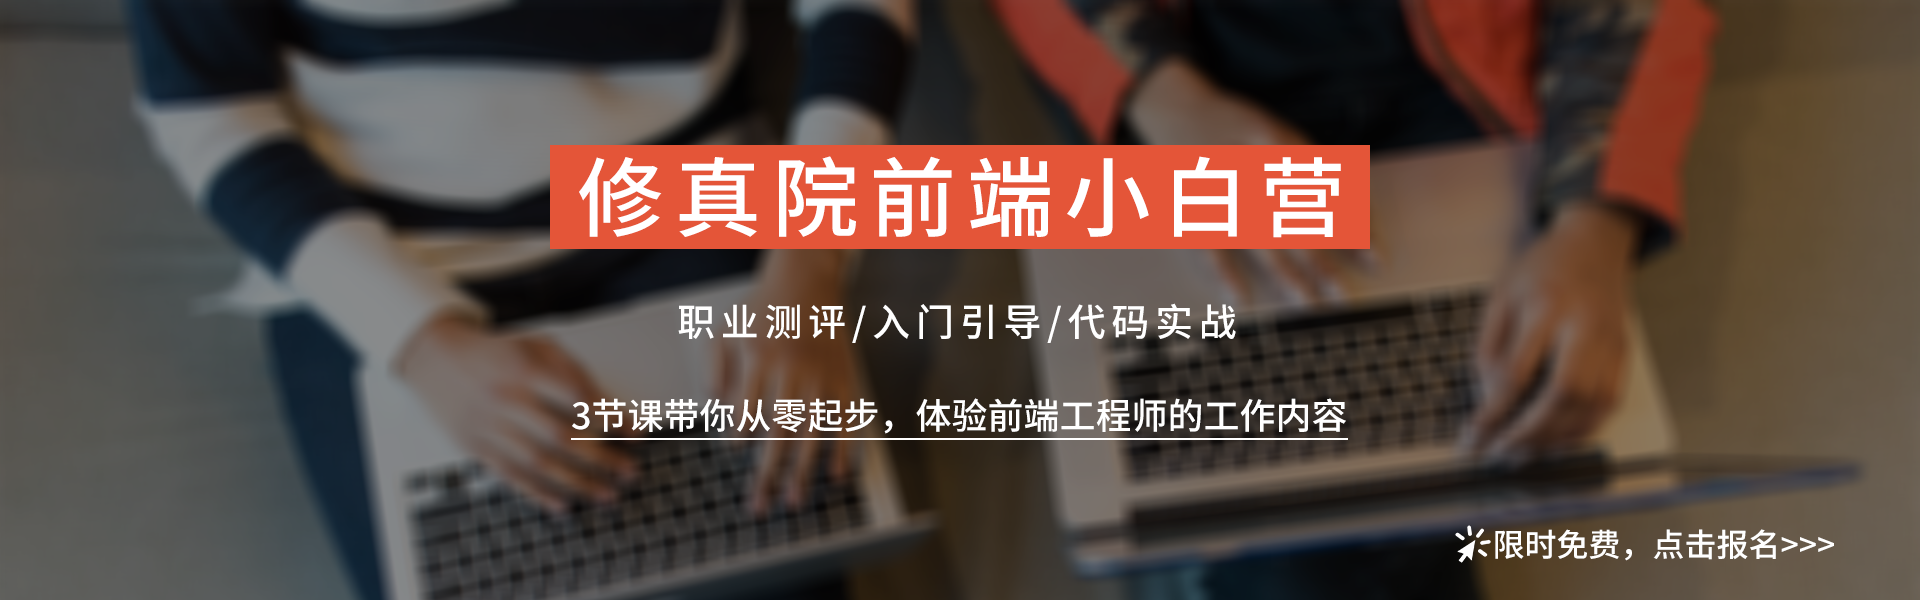 修真院前端小白营
职业测评/入门引导/代码实战
3节课带你从零起步，体验前端工程师的工作内容
限时免费，点击报名>>>